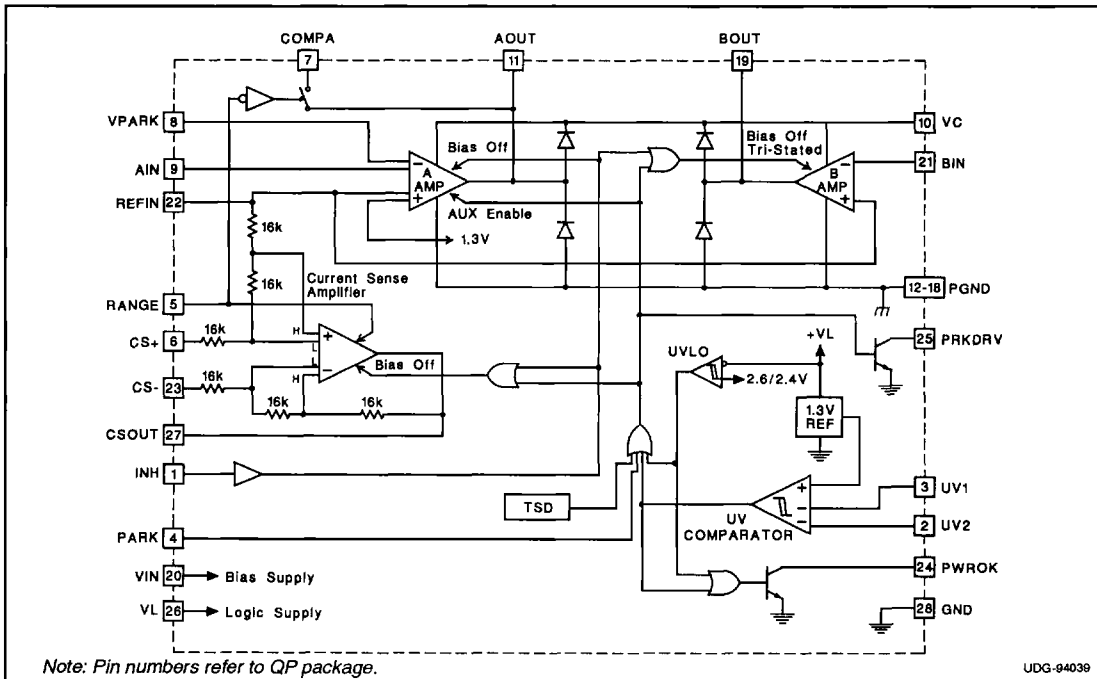 COMPA
AOUT
BOUT
7
11
19
VPARK 8
10 VC
Bias Off
Bias Off
Tri-Stated
AIN 9
A
AMP
B
AMP
21 BIN
REFIN 22
AUX Enable
16k
1.3V
16k
Current Sense
Amplifier
12-18 PGND
RANGE 5
CS+ 6
16k
H
+
L
L
−
H
Bias Off
+VL
25 PRKDRV
UVLO
2.6/2.4V
CS- 23
16k
16k
16k
1.3V
REF
CSOUT 27
INH 1
TSD
+
−
−
3 UV1
UV
COMPARATOR
2 UV2
PARK 4
24 PWROK
VIN 20 Bias Supply
VL 26 Logic Supply
28 GND
Note: Pin numbers refer to QP package.
UDG-94039